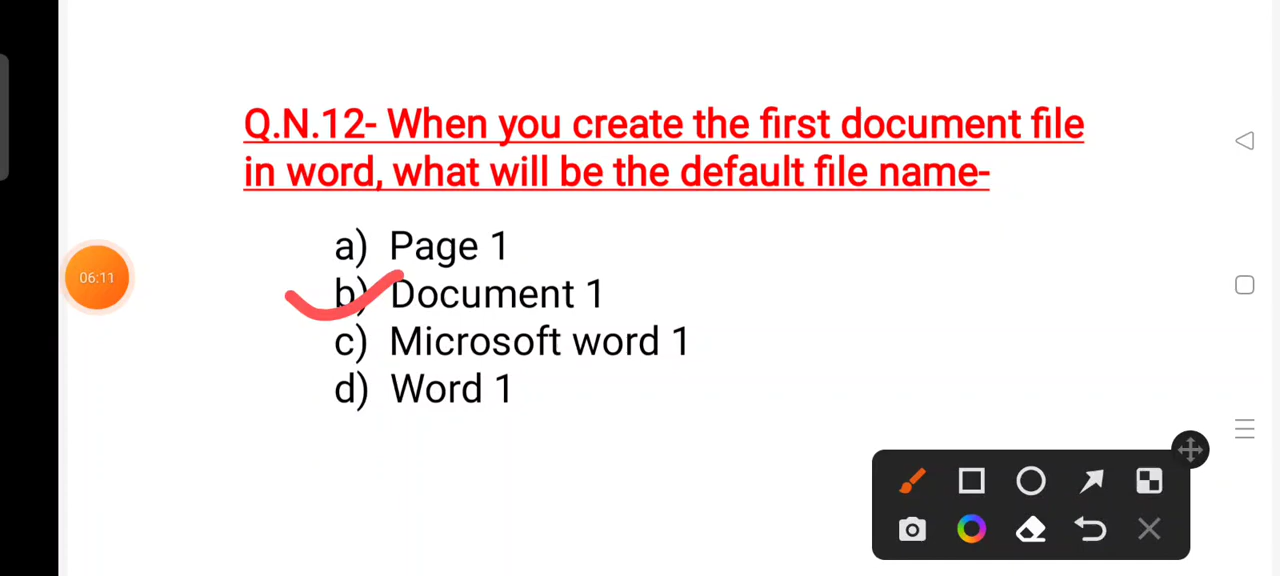 Q.N.12- When you create the first document file
in word, what will be the default file name-
a) Page 1
b) Document 1
06:11
c) Microsoft word 1
d) Word 1